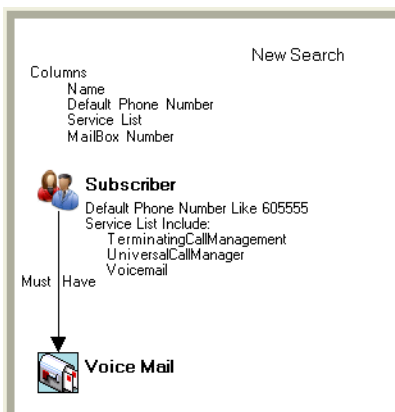 New Search
Columns
Name
Default Phone Number
Service List
MailBox Number
Subscriber
Default Phone Number Like 605555
Service List Include:
TerminatingCallManagement
UniversalCallManager
Voicemail
Must Have
Voice Mail